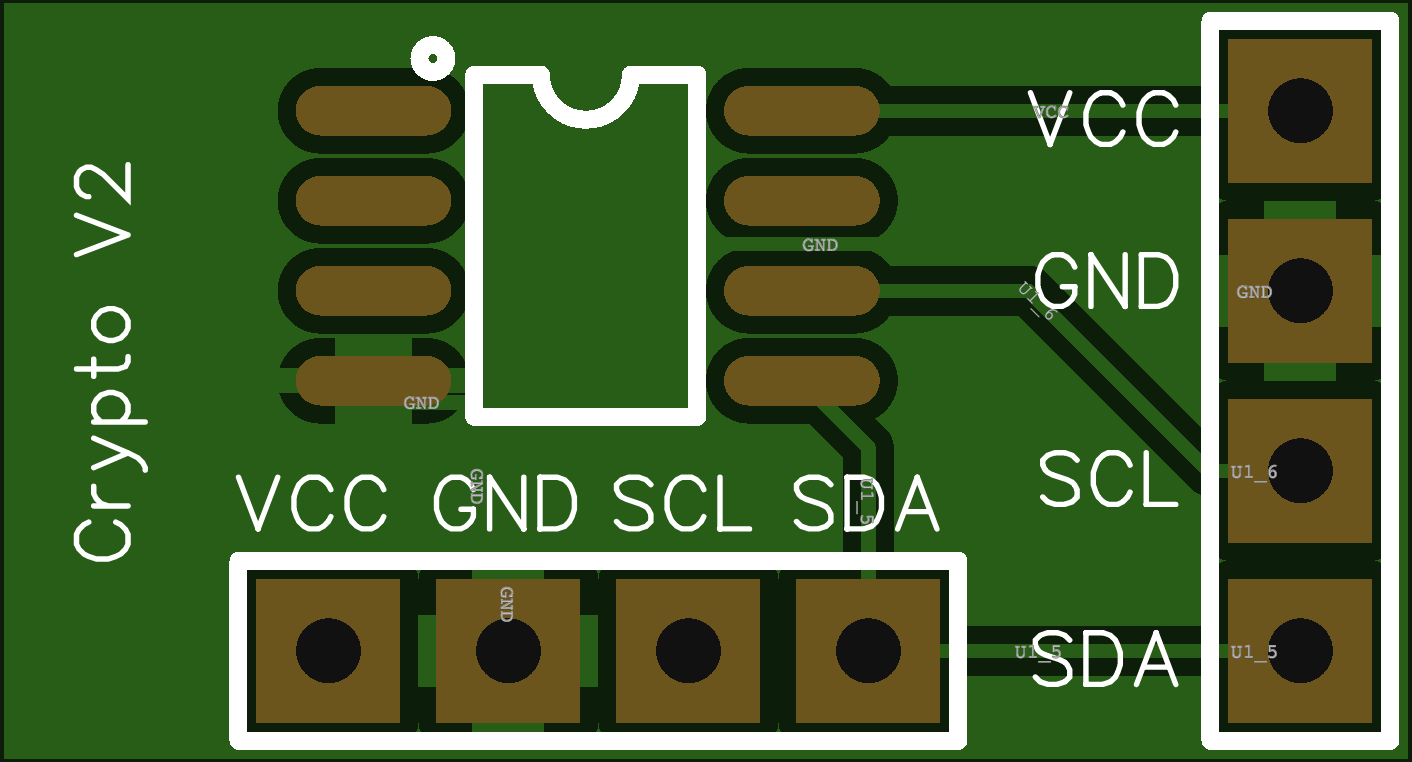 Crypto V2
VCC
VCC
GND
GND
U1_6
GND
GND
SCL
U1_6
VCC GND SCL SDA
GND
U1_5
GND
SDA
U1_5
U1_5